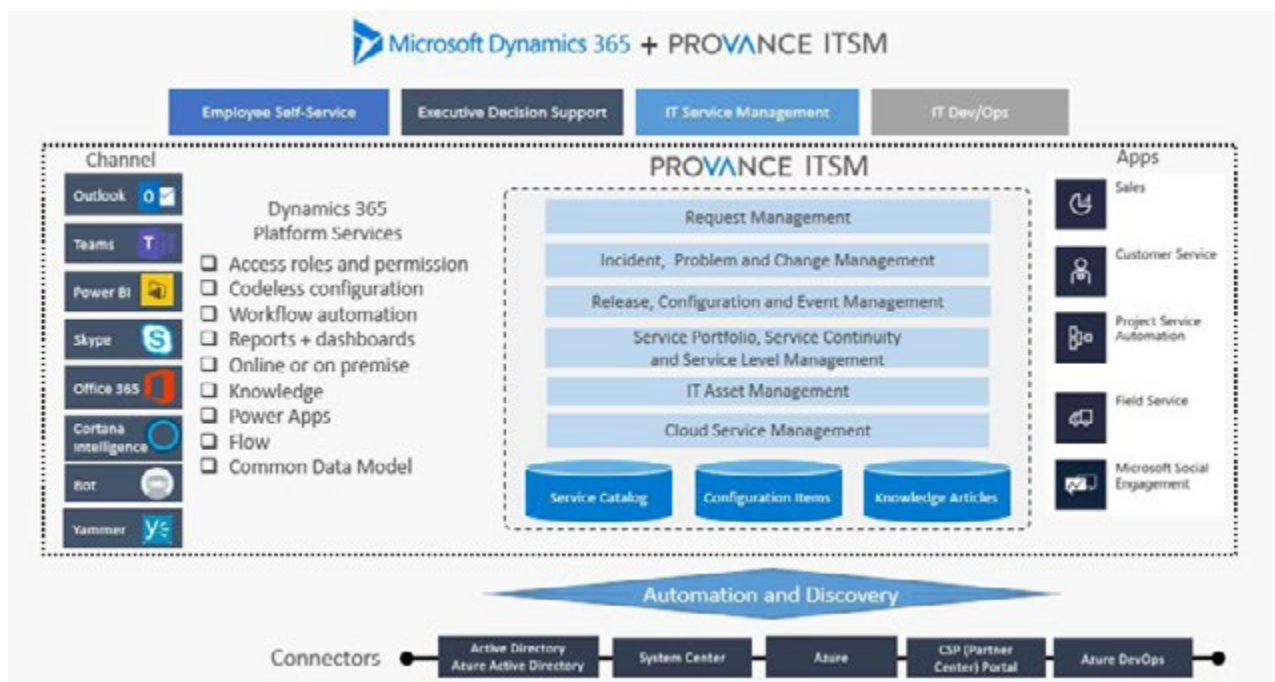 Microsoft Dynamics 365 + PROVANCE ITSM
Employee Self-Service
Executive Decision Support
IT Service Management
IT Dev/Ops
Channel
Outlook
Teams
Power BI
Skype
Office 365
Cortana
intelligence
Bot
Yammer
Dynamics 365
Platform Services
Access roles and permission
Codeless configuration
Workflow automation
Reports + dashboards
Online or on premise
Knowledge
Power Apps
Flow
Common Data Model
PROVANCE ITSM
Request Management
Incident, Problem and Change Management
Release, Configuration and Event Management
Service Portfolio, Service Continuity
and Service Level Management
IT Asset Management
Cloud Service Management
Service Catalog
Configuration Items
Knowledge Articles
Apps
Sales
Customer Service
Project Service
Automation
Field Service
Microsoft Social
Engagement
Automation and Discovery
Connectors
Active Directory
Azure Active Directory
System Center
Azure
CSP (Partner
Center) Portal
Azure DevOps